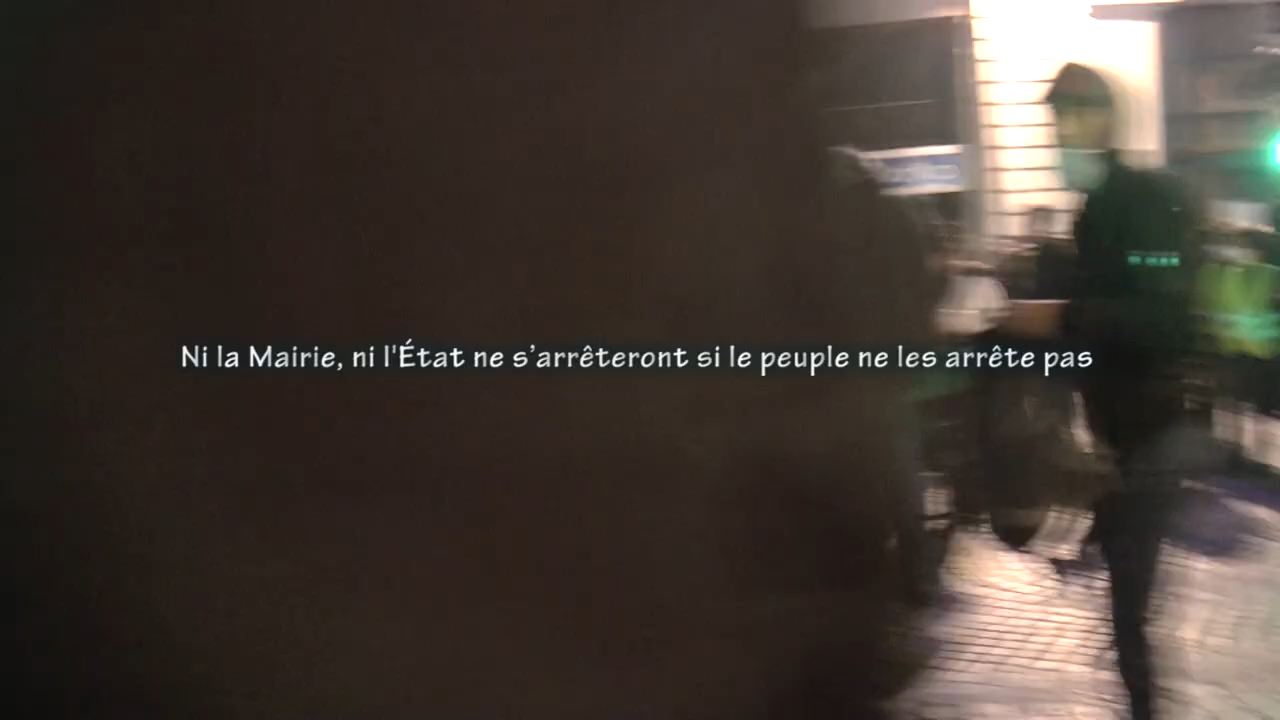 Ni la Mairie, ni l'État ne s’arrêteront si le peuple ne les arrête pas